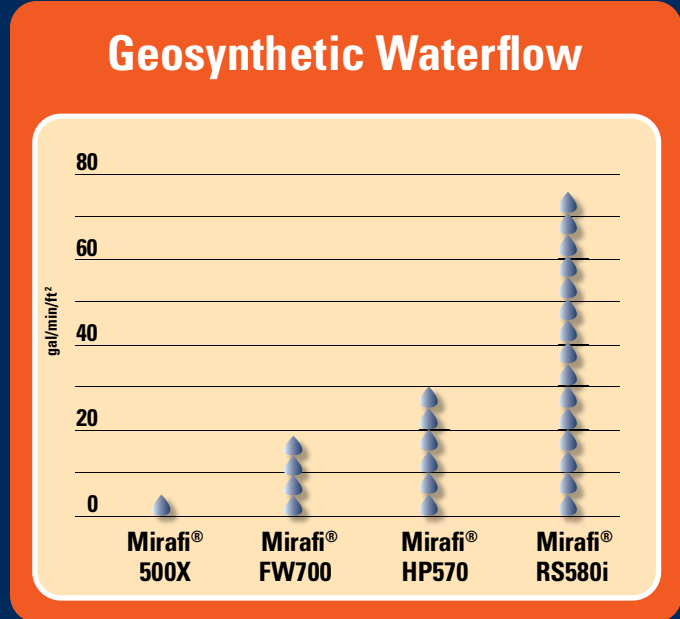 Geosynthetic Waterflow
80
60
40
20
0
gal/min/ft²
Mirafi®
500X
Mirafi®
FW700
Mirafi®
HP570
Mirafi®
RS580i